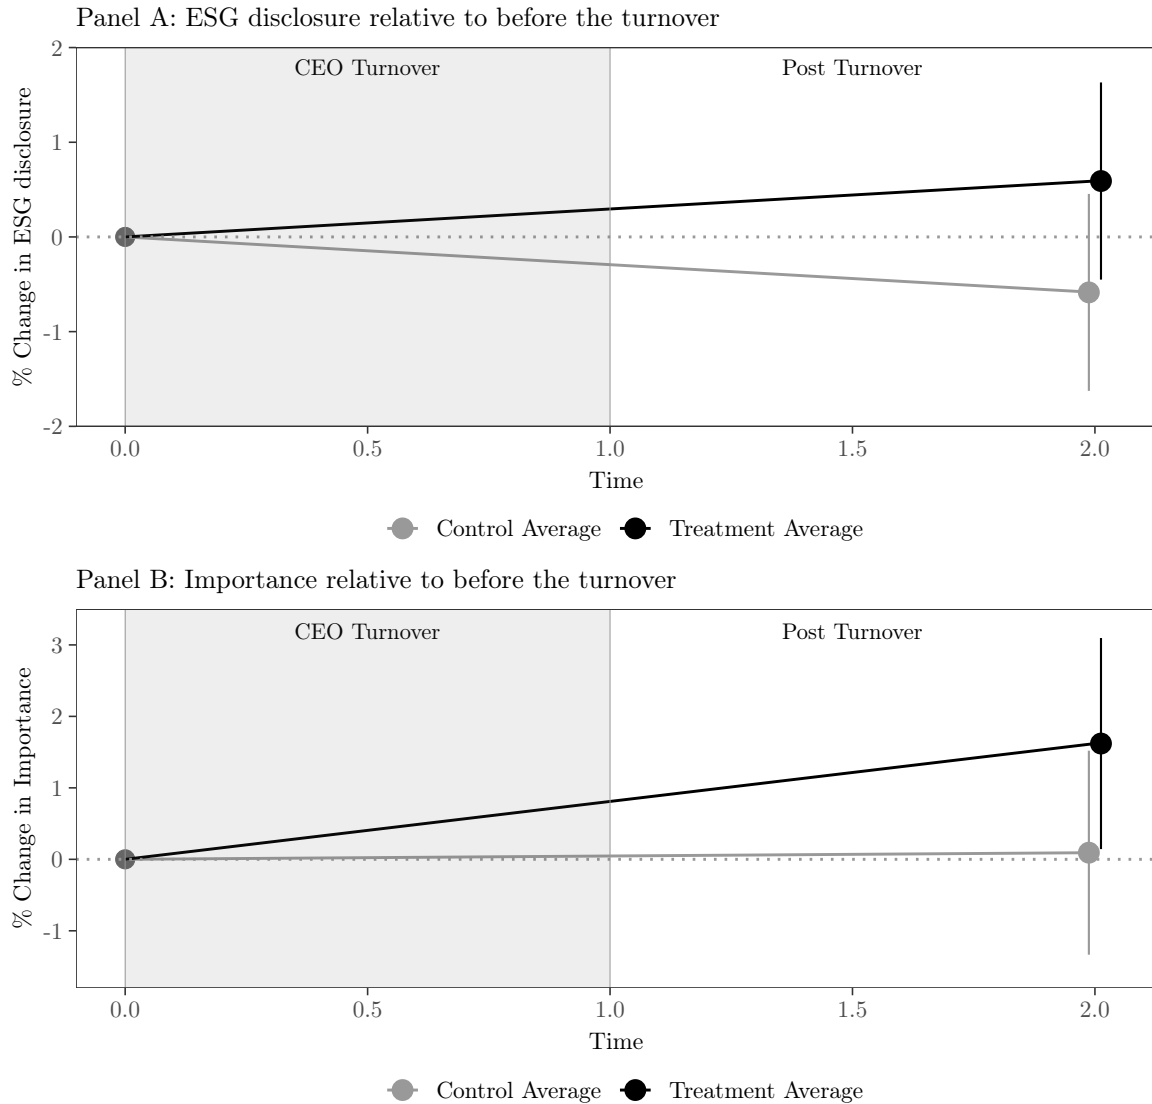 Panel A: ESG disclosure relative to before the turnover
% Change in ESG disclosure
CEO Turnover
Post Turnover
2
1
0
-1
-2
0.0 0.5 1.0 1.5 2.0
Time
Control Average Treatment Average
Panel B: Importance relative to before the turnover
% Change in Importance
CEO Turnover
Post Turnover
3
2
1
0
-1
0.0 0.5 1.0 1.5 2.0
Time
Control Average Treatment Average